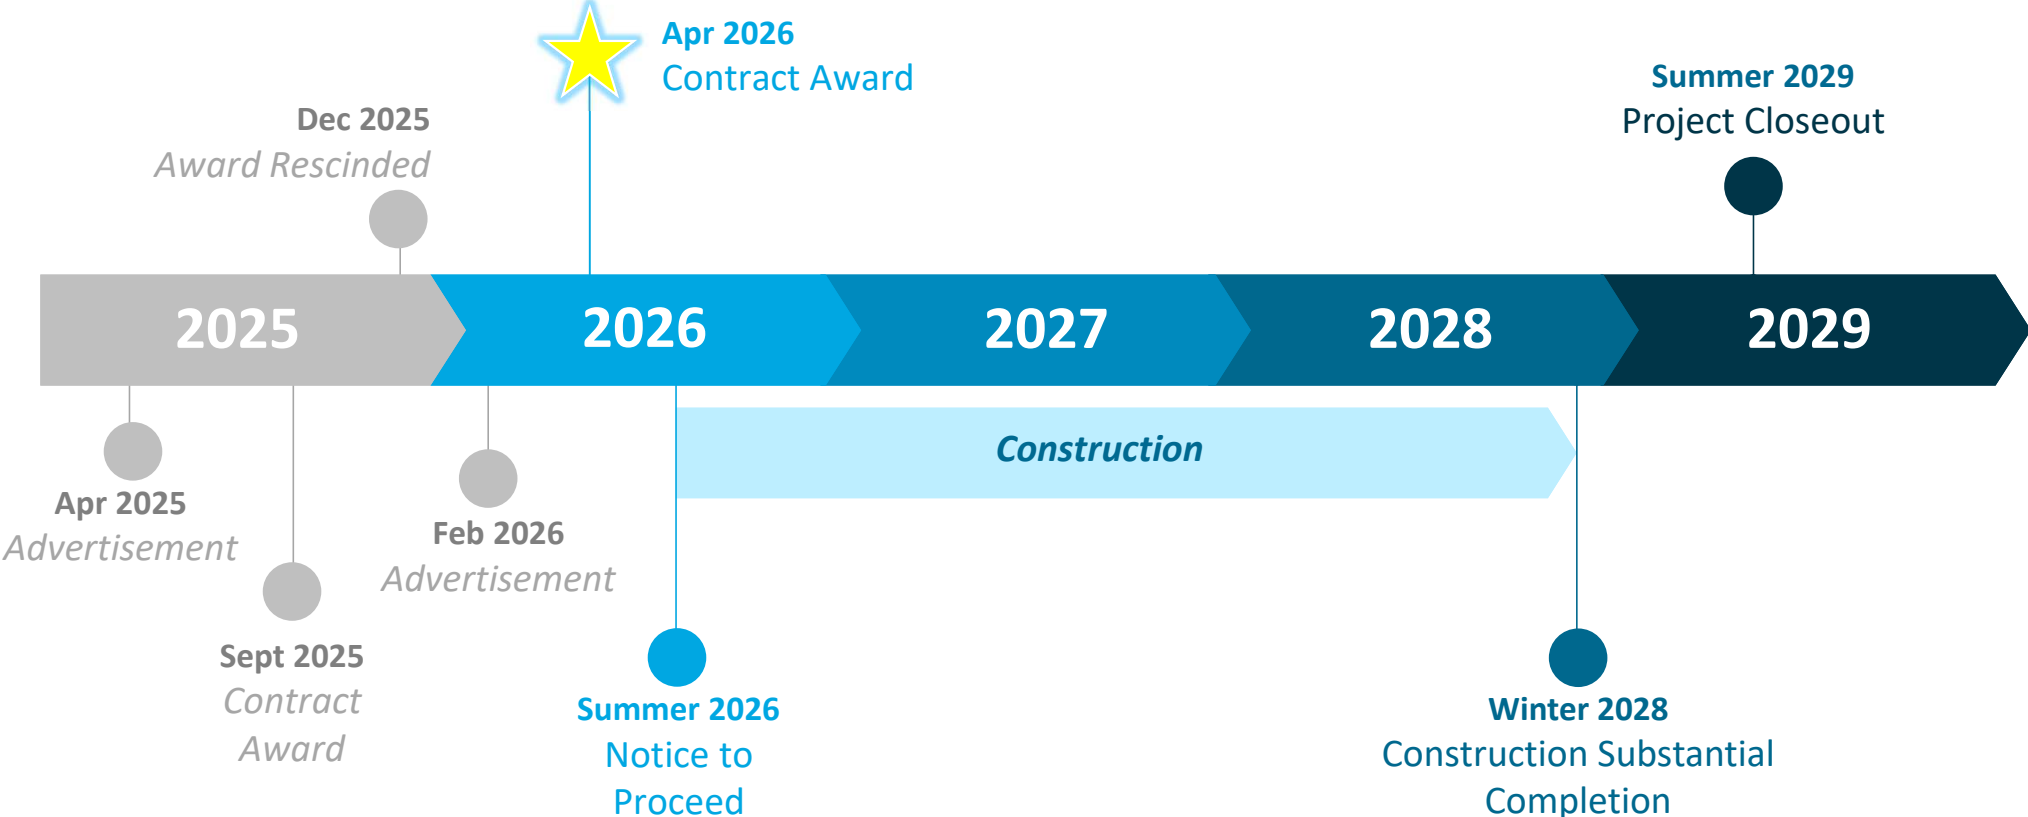 Apr 2026
Contract Award
Summer 2029
Project Closeout
Dec 2025
Award Rescinded
2025
2026
2027
2028
2029
Construction
Apr 2025
Advertisement
Feb 2026
Advertisement
Sept 2025
Contract
Award
Summer 2026
Notice to
Proceed
Winter 2028
Construction Substantial
Completion